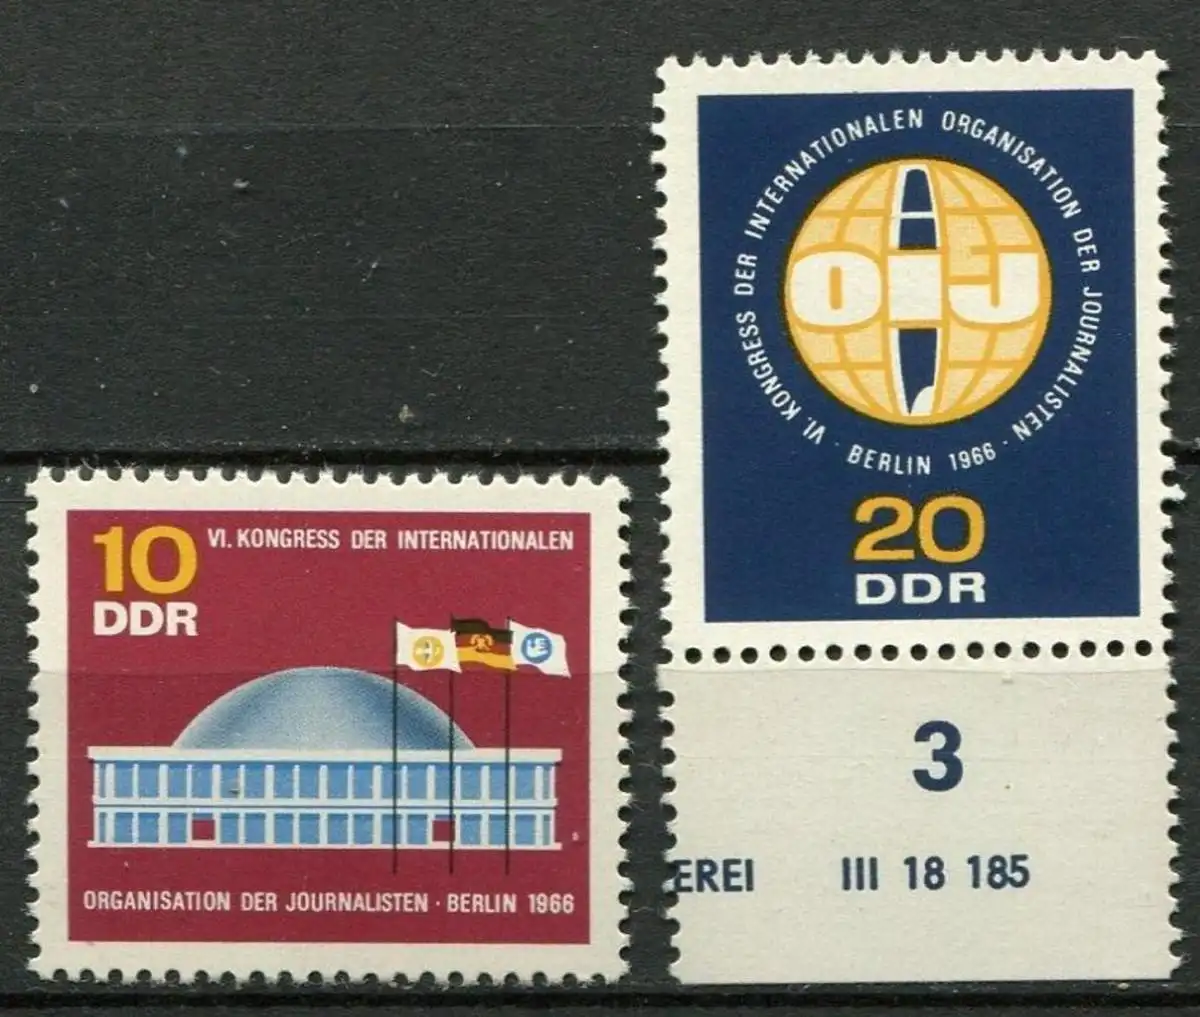 10
DDR
VI. KONGRESS DER INTERNATIONALEN
ORGANISATION DER JOURNALISTEN · BERLIN 1966
VI. KONGRESS DER INTERNATIONALEN ORGANISATION DER JOURNALISTEN ·
BERLIN 1966 ·
OIJ
20
DDR
3
EREI III 18 185